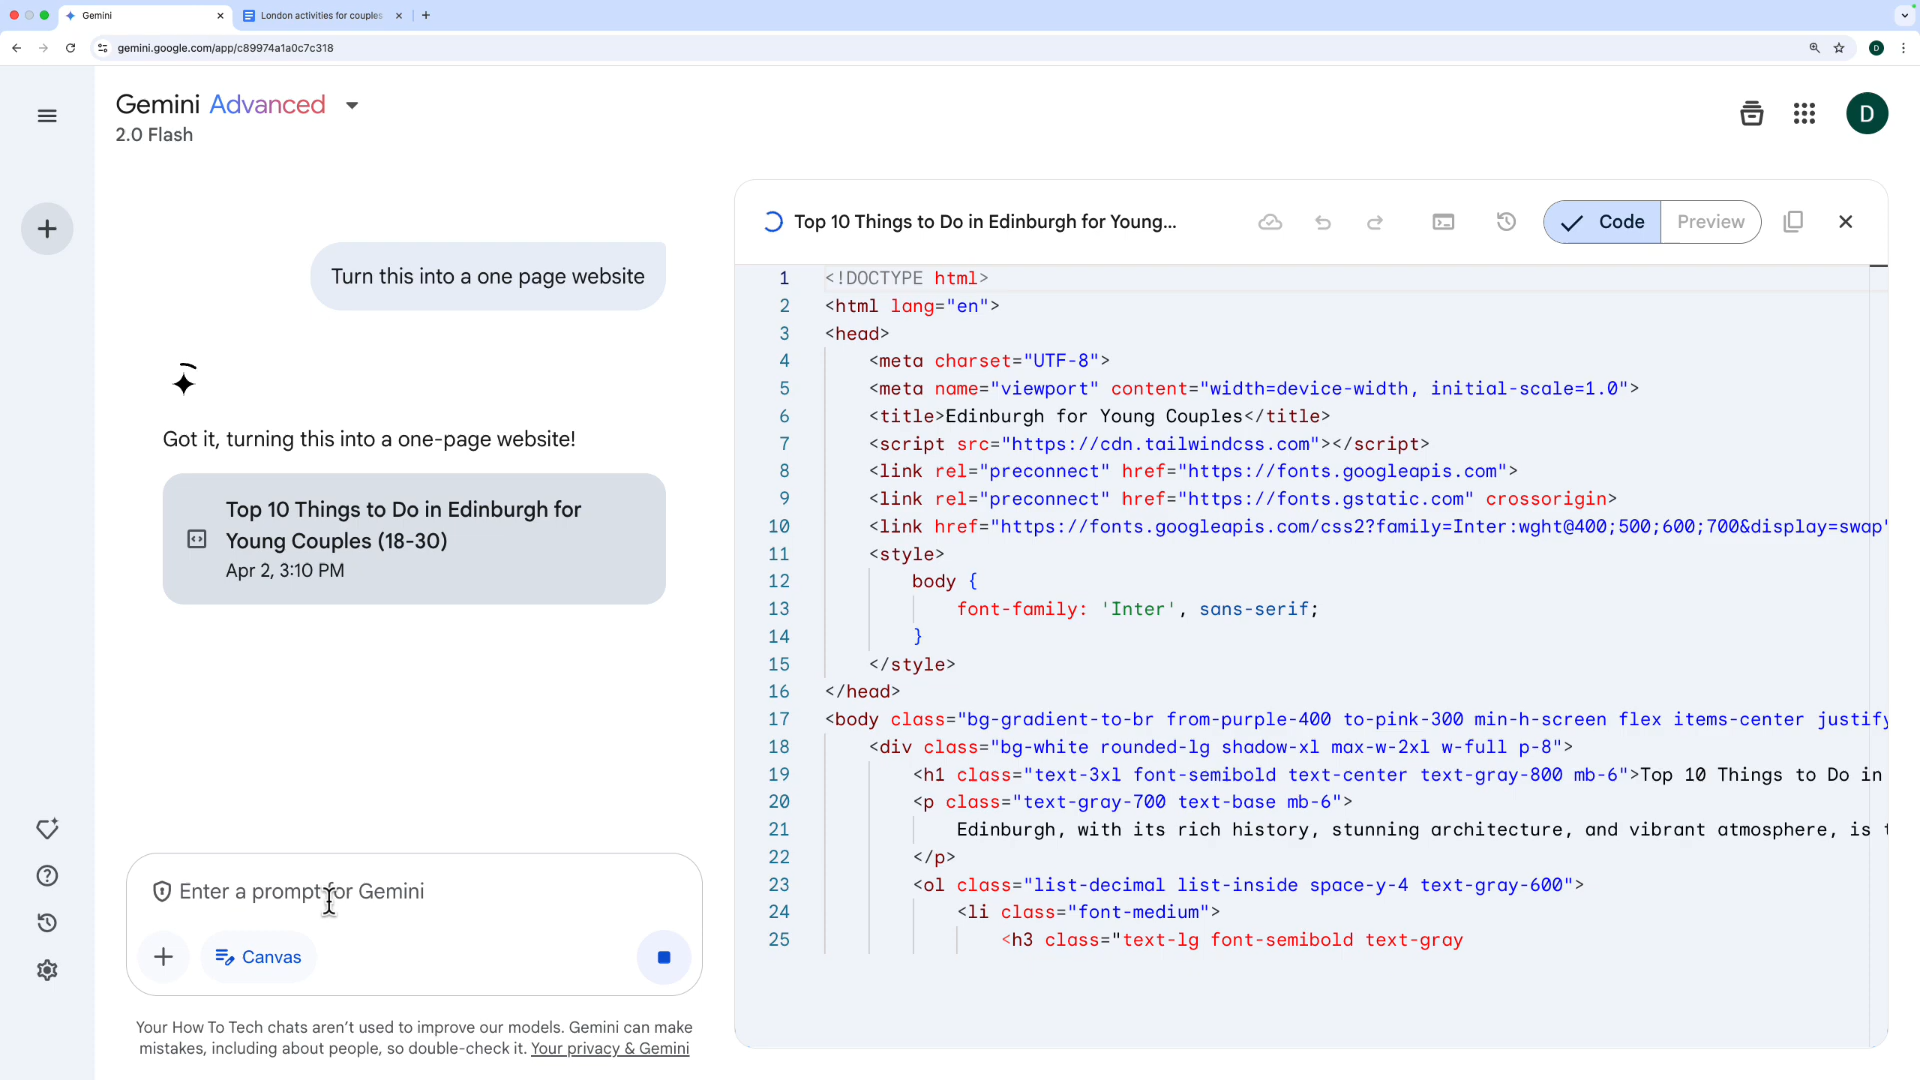 Gemini
London activities for couples
gemini.google.com/app/c89974a1a0c7c318
D
Gemini Advanced
2.0 Flash
D
Turn this into a one page website
Got it, turning this into a one-page website!
Top 10 Things to Do in Edinburgh for
Young Couples (18-30)
Apr 2, 3:10 PM
Enter a prompt for Gemini
Canvas
Your How To Tech chats aren't used to improve our models. Gemini can make
mistakes, including about people, so double-check it. Your privacy & Gemini
Top 10 Things to Do in Edinburgh for Young...
Code
Preview
1 <!DOCTYPE html>
2 <html lang="en">
3 <head>
4 <meta charset="UTF-8">
5 <meta name="viewport" content="width=device-width, initial-scale=1.0">
6 <title>Edinburgh for Young Couples</title>
7 <script src="https://cdn.tailwindcss.com"></script>
8 <link rel="preconnect" href="https://fonts.googleapis.com">
9 <link rel="preconnect" href="https://fonts.gstatic.com" crossorigin>
10 <link href="https://fonts.googleapis.com/css2?family=Inter:wght@400;500;600;700&display=swap"
11 <style>
12 body {
13 font-family: 'Inter', sans-serif;
14 }
15 </style>
16 </head>
17 <body class="bg-gradient-to-br from-purple-400 to-pink-300 min-h-screen flex items-center justify
18 <div class="bg-white rounded-lg shadow-xl max-w-2xl w-full p-8">
19 <h1 class="text-3xl font-semibold text-center text-gray-800 mb-6">Top 10 Things to Do in
20 <p class="text-gray-700 text-base mb-6">
21 Edinburgh, with its rich history, stunning architecture, and vibrant atmosphere, is t
22 </p>
23 <ol class="list-decimal list-inside space-y-4 text-gray-600">
24 <li class="font-medium">
25 <h3 class="text-lg font-semibold text-gray